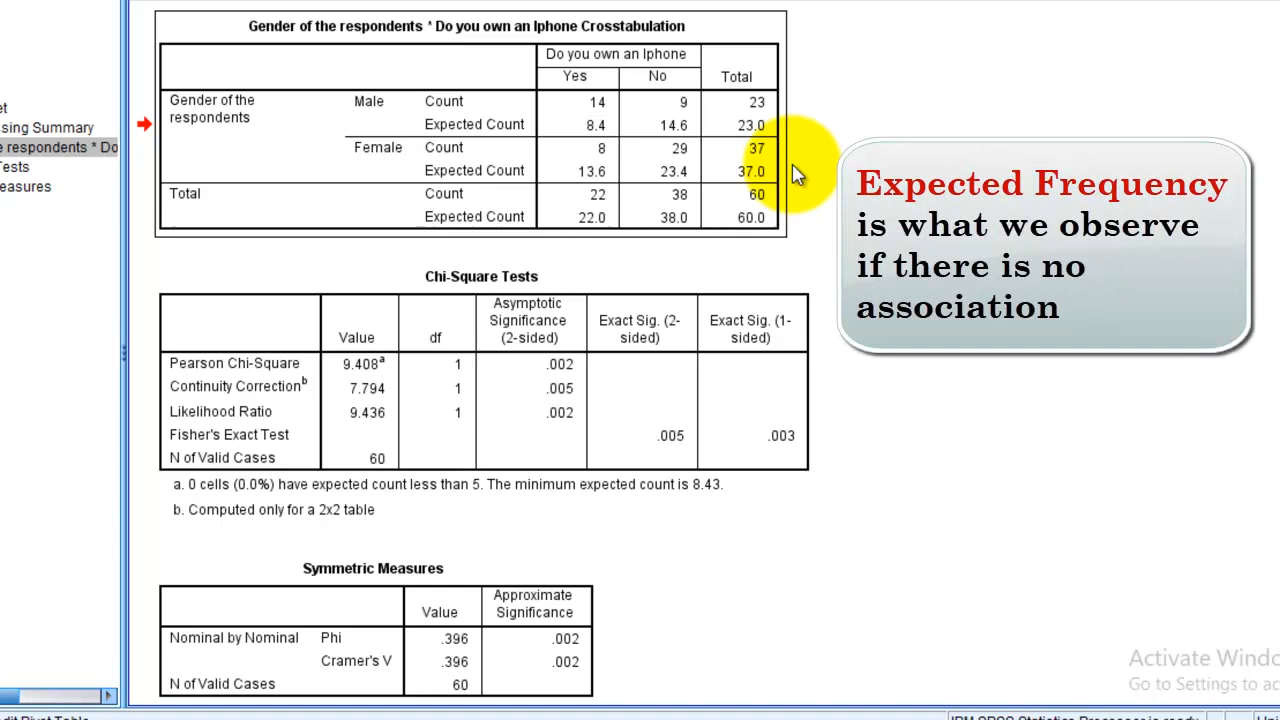 Gender of the respondents * Do you own an Iphone Crosstabulation
Do you own an Iphone
Yes No Total
Gender of the respondents Male Count 14 9 23
Expected Count 8.4 14.6 23.0
Female Count 8 29 37
Expected Count 13.6 23.4 37.0
Total Count 22 38 60
Expected Count 22.0 38.0 60.0
et
sing Summary
e respondents * Do
Tests
easures
Expected Frequency
is what we observe
if there is no
association
Chi-Square Tests
Value df Asymptotic Significance (2-sided) Exact Sig. (2-sided) Exact Sig. (1-sided)
Pearson Chi-Square 9.408a 1 .002
Continuity Correctionb 7.794 1 .005
Likelihood Ratio 9.436 1 .002
Fisher's Exact Test .005 .003
N of Valid Cases 60
a. 0 cells (0.0%) have expected count less than 5. The minimum expected count is 8.43.
b. Computed only for a 2x2 table
Symmetric Measures
Value Approximate Significance
Nominal by Nominal Phi .396 .002
Cramer's V .396 .002
N of Valid Cases 60
Activate Windo
Go to Settings to ac